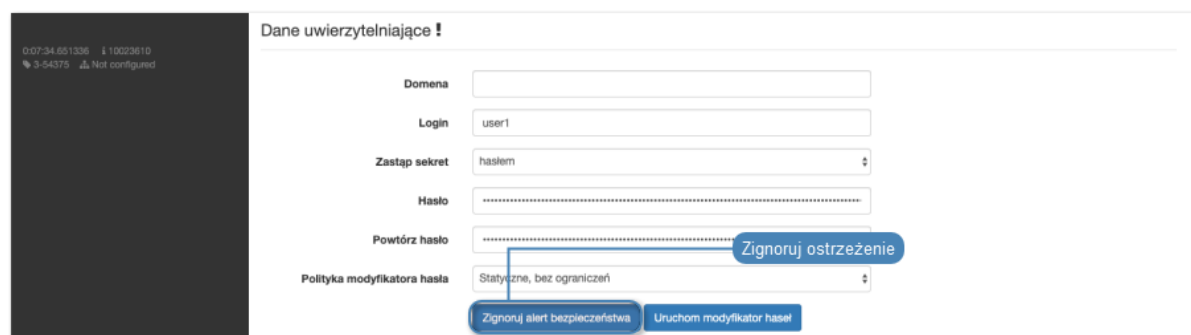 Dane uwierzytelniające !
0:07:34.651336 10023610
3-54375 Not configured
Domena
Login user1
Zastąp sekret hasłem
Hasło
Powtórz hasło
Zignoruj ostrzeżenie
Polityka modyfikatora hasła Statyczne, bez ograniczeń
Zignoruj alert bezpieczeństwa Uruchom modyfikator haseł